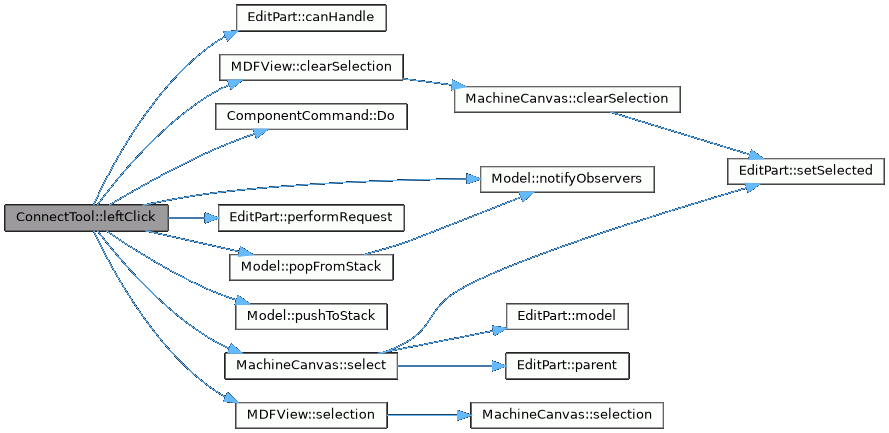 EditPart::canHandle
MDFView::clearSelection
MachineCanvas::clearSelection
ComponentCommand::Do
EditPart::setSelected
Model::notifyObservers
ConnectTool::leftClick
EditPart::performRequest
Model::popFromStack
Model::pushToStack
EditPart::model
MachineCanvas::select
EditPart::parent
MDFView::selection
MachineCanvas::selection